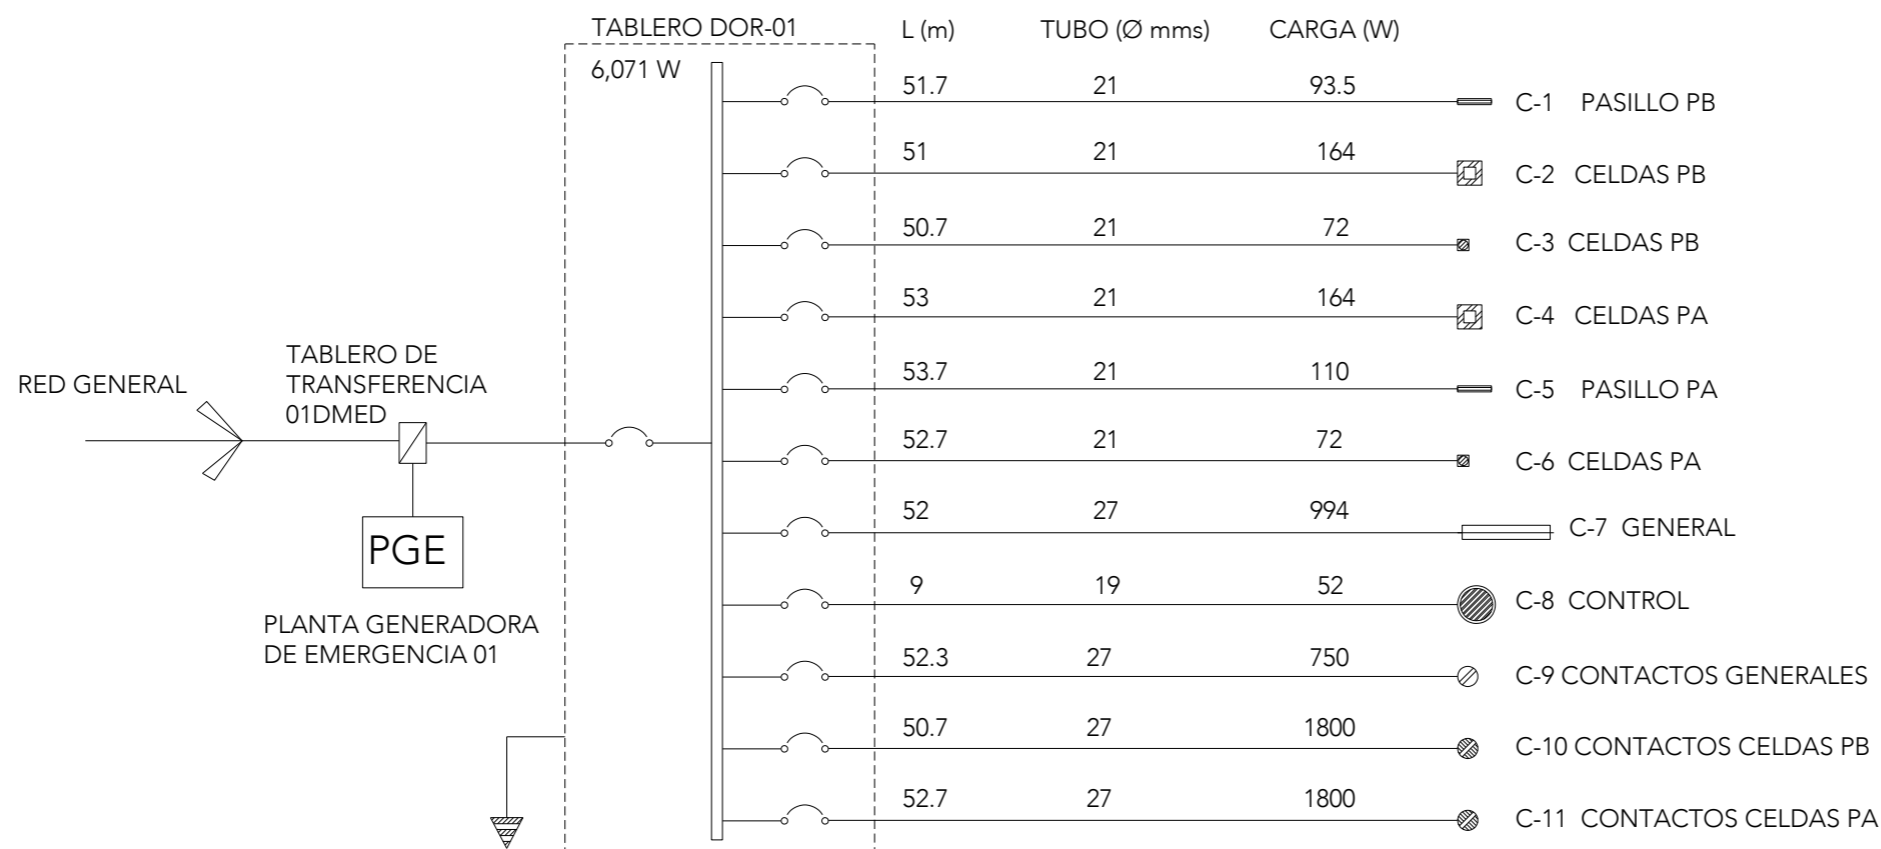 TABLERO DOR-01 L (m) TUBO (Ø mms) CARGA (W)
6,071 W
51.7 21 93.5 C-1 PASILLO PB
51 21 164 C-2 CELDAS PB
50.7 21 72 C-3 CELDAS PB
53 21 164 C-4 CELDAS PA
53.7 21 110 C-5 PASILLO PA
52.7 21 72 C-6 CELDAS PA
52 27 994 C-7 GENERAL
9 19 52 C-8 CONTROL
52.3 27 750 C-9 CONTACTOS GENERALES
50.7 27 1800 C-10 CONTACTOS CELDAS PB
52.7 27 1800 C-11 CONTACTOS CELDAS PA
RED GENERAL
TABLERO DE
TRANSFERENCIA
01DMED
PGE
PLANTA GENERADORA
DE EMERGENCIA 01